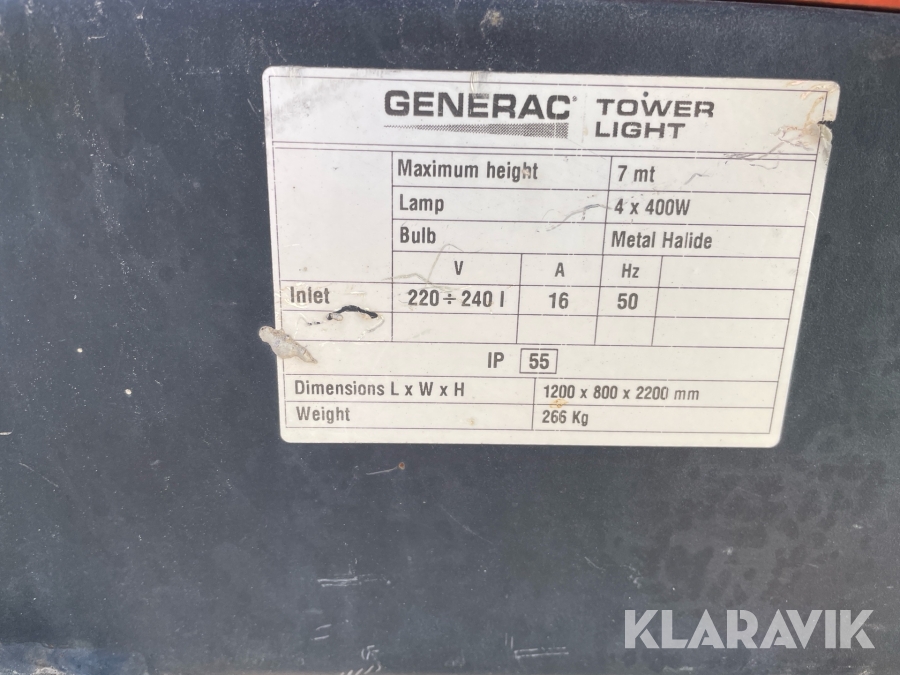 GENERAC® TOWER LIGHT
Maximum height 7 mt
Lamp 4 x 400W
Bulb Metal Halide
V A Hz
Inlet 220 ÷ 240 I 16 50
IP 55
Dimensions L x W x H 1200 x 800 x 2200 mm
Weight 266 Kg
KLARAVIK